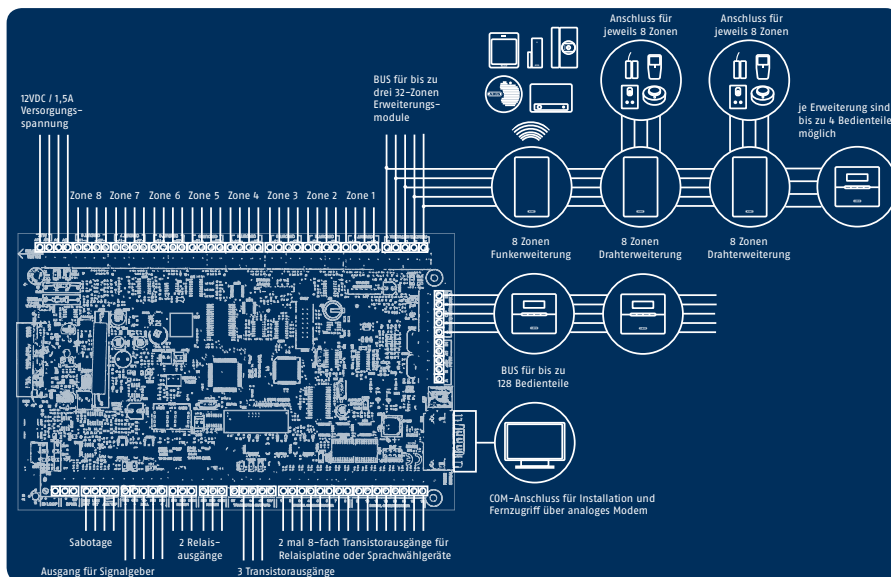 Anschluss für
jeweils 8 Zonen
Anschluss für
jeweils 8 Zonen
12VDC / 1,5A
Versorgungs-
spannung
BUS für bis zu
drei 32-Zonen
Erweiterungs-
module
je Erweiterung sind
bis zu 4 Bedienteile
möglich
Zone 8 Zone 7 Zone 6 Zone 5 Zone 4 Zone 3 Zone 2 Zone 1
8 Zonen
Funkerweiterung
8 Zonen
Drahterweiterung
8 Zonen
Drahterweiterung
BUS für bis zu
128 Bedienteile
COM-Anschluss für Installation und
Fernzugriff über analoges Modem
Sabotage
2 Relais-
ausgänge
2 mal 8-fach Transistorausgänge für
Relaisplatine oder Sprachwählgeräte
Ausgang für Signalgeber
3 Transistorausgänge